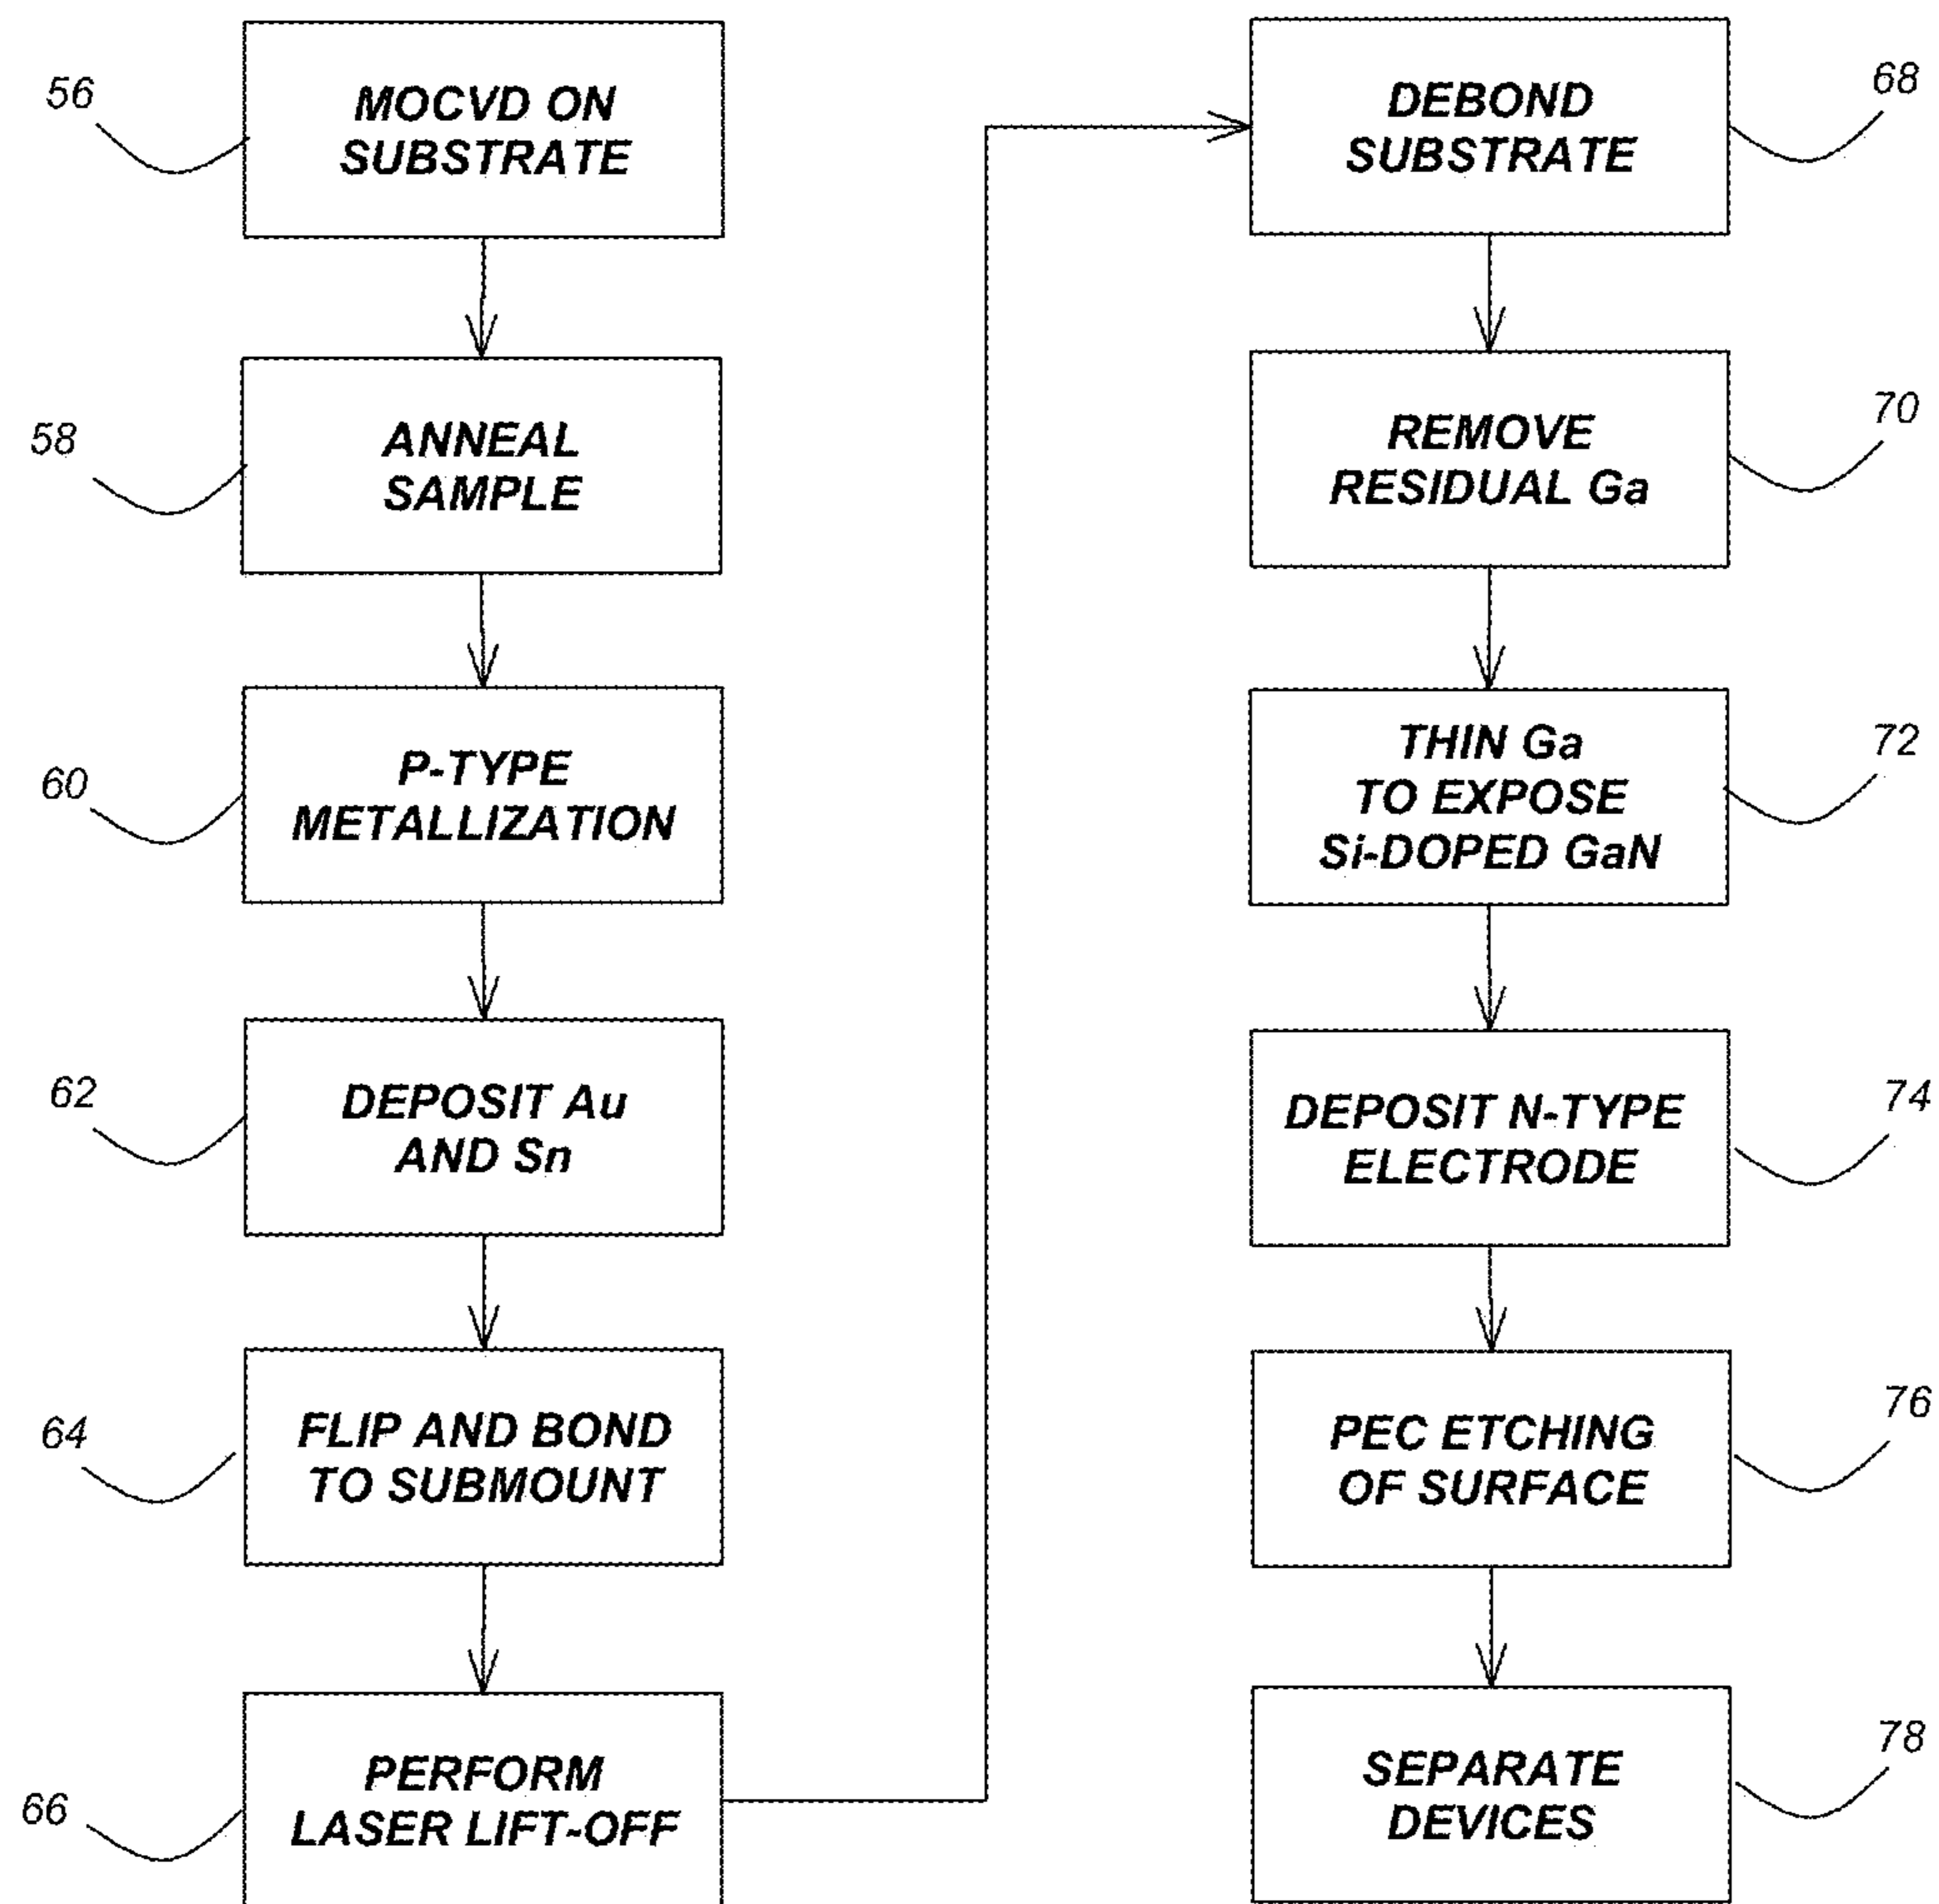 56
MOCVD ON
SUBSTRATE
58
ANNEAL
SAMPLE
60
P-TYPE
METALLIZATION
62
DEPOSIT Au
AND Sn
64
FLIP AND BOND
TO SUBMOUNT
66
PERFORM
LASER LIFT-OFF
68
DEBOND
SUBSTRATE
70
REMOVE
RESIDUAL Ga
72
THIN Ga
TO EXPOSE
Si-DOPED GaN
74
DEPOSIT N-TYPE
ELECTRODE
76
PEC ETCHING
OF SURFACE
78
SEPARATE
DEVICES